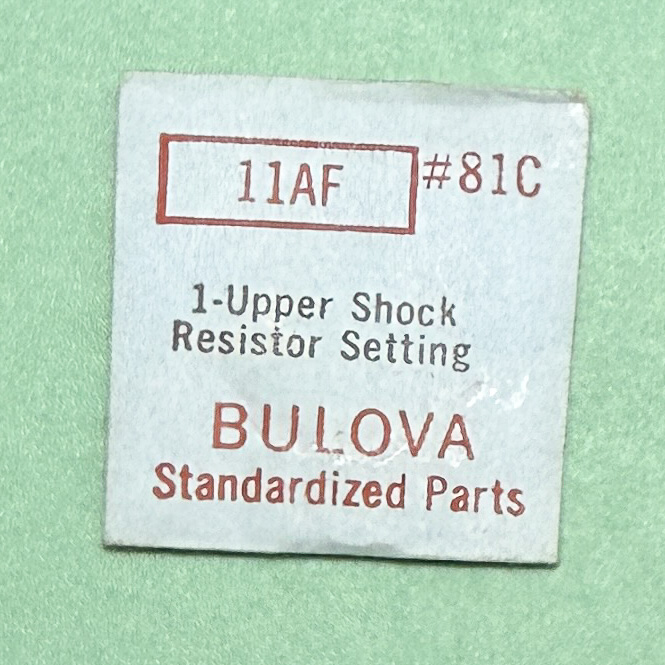 11AF #81C
1-Upper Shock
Resistor Setting
BULOVA
Standardized Parts